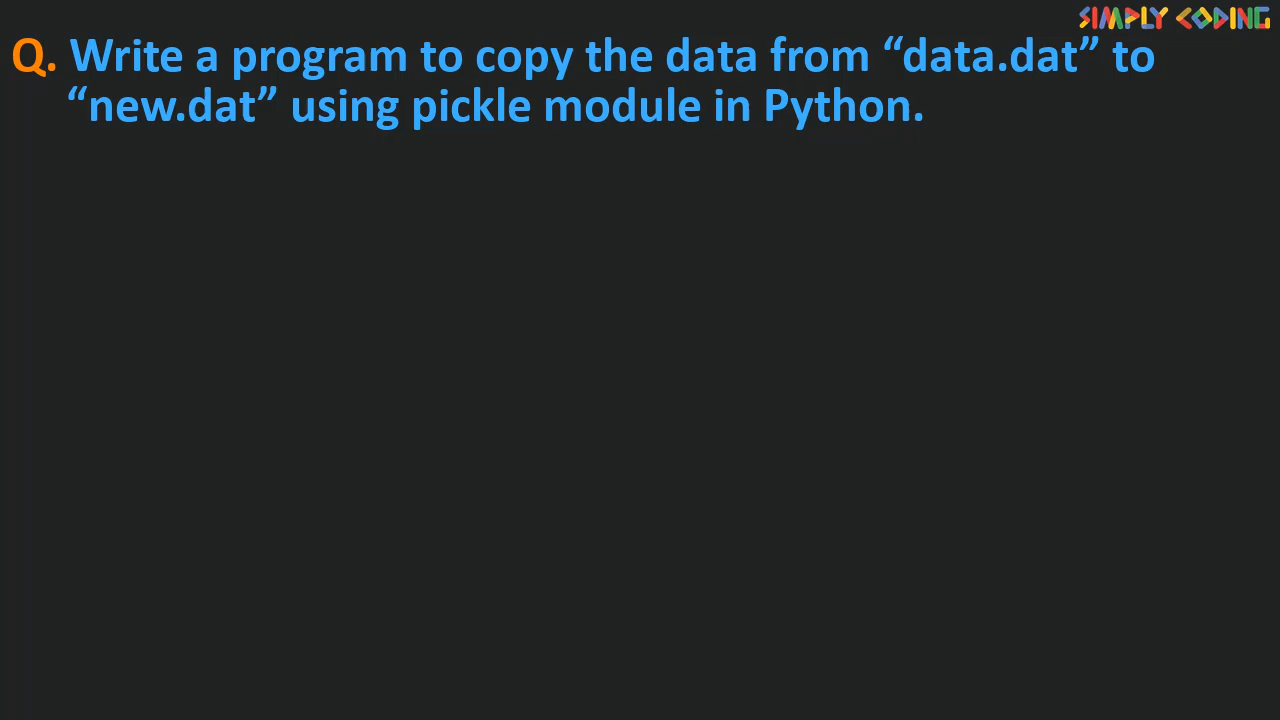 SIMPLY CODING
Q. Write a program to copy the data from “data.dat” to
“new.dat” using pickle module in Python.